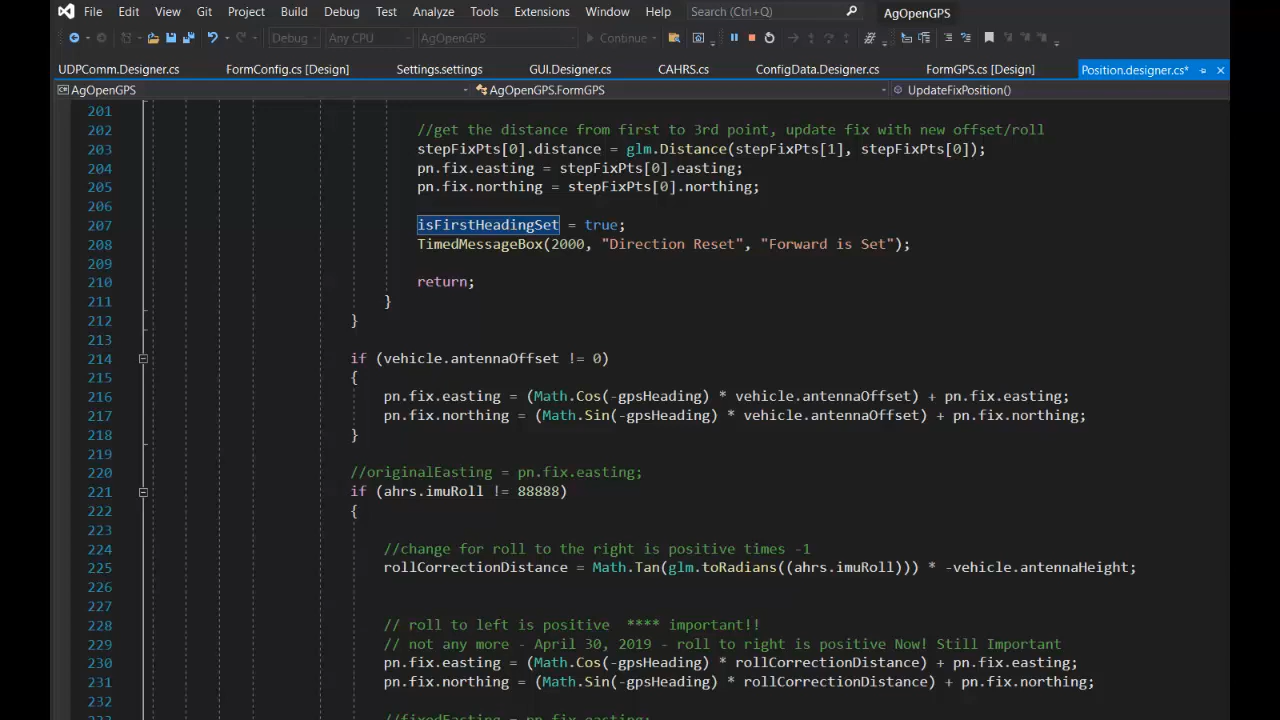 File Edit View Git Project Build Debug Test Analyze Tools Extensions Window Help Search (Ctrl+Q) AgOpenGPS
Debug Any CPU AgOpenGPS Continue
UDPComm.Designer.cs FormConfig.cs [Design] Settings.settings GUI.Designer.cs CAHRS.cs ConfigData.Designer.cs FormGPS.cs [Design] Position.designer.cs*
AgOpenGPS AgOpenGPS.FormGPS UpdateFixPosition()
201
202 //get the distance from first to 3rd point, update fix with new offset/roll
203 stepFixPts[0].distance = glm.Distance(stepFixPts[1], stepFixPts[0]);
204 pn.fix.easting = stepFixPts[0].easting;
205 pn.fix.northing = stepFixPts[0].northing;
206
207 isFirstHeadingSet = true;
208 TimedMessageBox(2000, "Direction Reset", "Forward is Set");
209
210 return;
211 }
212 }
213
214 if (vehicle.antennaOffset != 0)
215 {
216 pn.fix.easting = (Math.Cos(-gpsHeading) * vehicle.antennaOffset) + pn.fix.easting;
217 pn.fix.northing = (Math.Sin(-gpsHeading) * vehicle.antennaOffset) + pn.fix.northing;
218 }
219
220 //originalEasting = pn.fix.easting;
221 if (ahrs.imuRoll != 88888)
222 {
223
224 //change for roll to the right is positive times -1
225 rollCorrectionDistance = Math.Tan(glm.toRadians((ahrs.imuRoll))) * -vehicle.antennaHeight;
226
227
228 // roll to left is positive **** important!!
229 // not any more - April 30, 2019 - roll to right is positive Now! Still Important
230 pn.fix.easting = (Math.Cos(-gpsHeading) * rollCorrectionDistance) + pn.fix.easting;
231 pn.fix.northing = (Math.Sin(-gpsHeading) * rollCorrectionDistance) + pn.fix.northing;
232
233 //fixedEasting = pn.fix.easting;